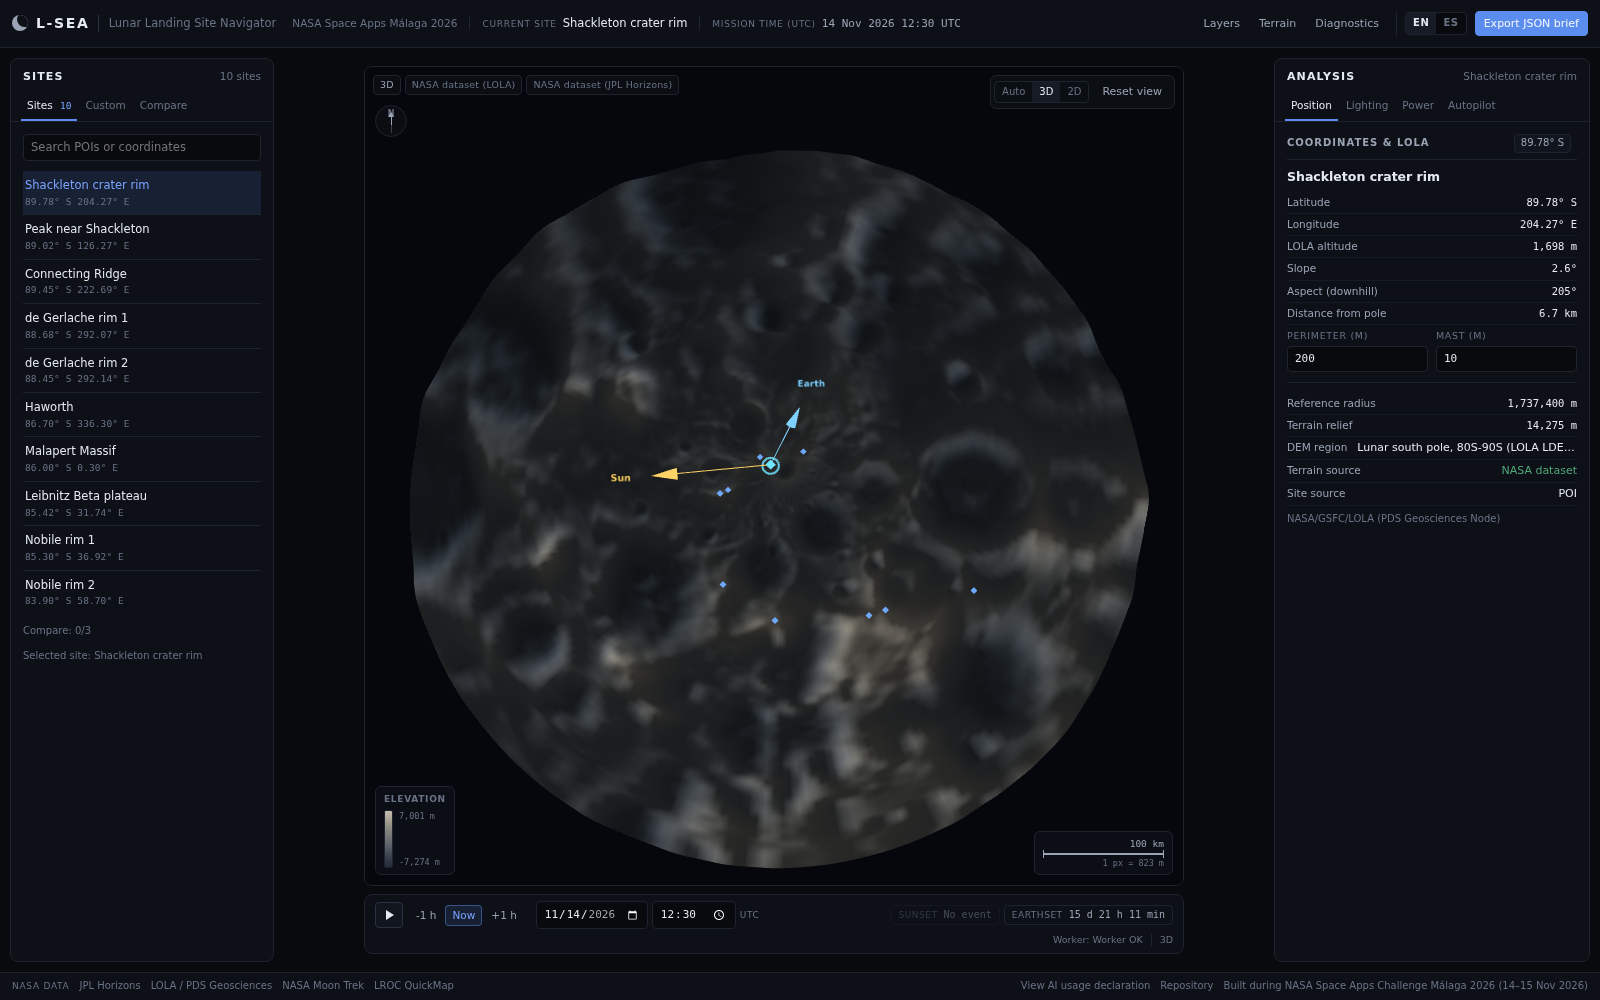 L-SEA
Lunar Landing Site Navigator
NASA Space Apps Málaga 2026
CURRENT SITE Shackleton crater rim
MISSION TIME (UTC) 14 Nov 2026 12:30 UTC
Layers
Terrain
Diagnostics
EN
ES
Export JSON brief
SITES
10 sites
Sites 10
Custom
Compare
Search POIs or coordinates
Shackleton crater rim
89.78° S 204.27° E
Peak near Shackleton
89.02° S 126.27° E
Connecting Ridge
89.45° S 222.69° E
de Gerlache rim 1
88.68° S 292.07° E
de Gerlache rim 2
88.45° S 292.14° E
Haworth
86.70° S 336.30° E
Malapert Massif
86.00° S 0.30° E
Leibnitz Beta plateau
85.42° S 31.74° E
Nobile rim 1
85.30° S 36.92° E
Nobile rim 2
83.90° S 58.70° E
Compare: 0/3
Selected site: Shackleton crater rim
3D
NASA dataset (LOLA)
NASA dataset (JPL Horizons)
N
Auto
3D
2D
Reset view
Earth
Sun
ELEVATION
7,001 m
-7,274 m
100 km
1 px = 823 m
-1 h
Now
+1 h
11/14/2026
12:30
UTC
SUNSET No event
EARTHSET 15 d 21 h 11 min
Worker: Worker OK
3D
ANALYSIS
Shackleton crater rim
Position
Lighting
Power
Autopilot
COORDINATES & LOLA
89.78° S
Shackleton crater rim
Latitude 89.78° S
Longitude 204.27° E
LOLA altitude 1,698 m
Slope 2.6°
Aspect (downhill) 205°
Distance from pole 6.7 km
PERIMETER (M)
MAST (M)
200
10
Reference radius 1,737,400 m
Terrain relief 14,275 m
DEM region Lunar south pole, 80S-90S (LOLA LDE...
Terrain source NASA dataset
Site source POI
NASA/GSFC/LOLA (PDS Geosciences Node)
NASA DATA
JPL Horizons
LOLA / PDS Geosciences
NASA Moon Trek
LROC QuickMap
View AI usage declaration
Repository
Built during NASA Space Apps Challenge Málaga 2026 (14–15 Nov 2026)